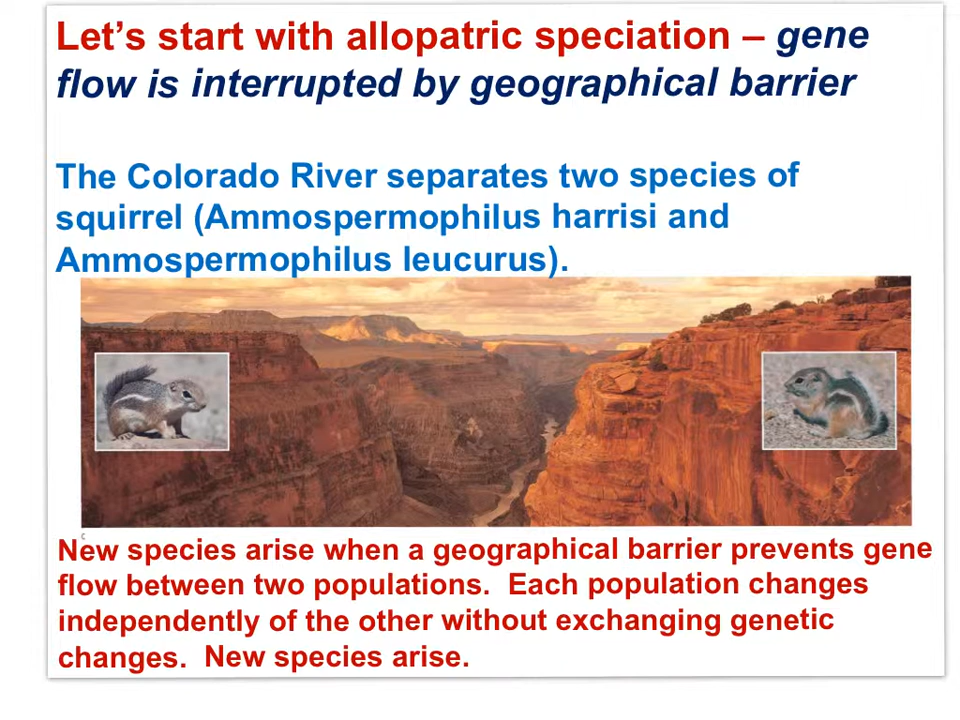 Let's start with allopatric speciation – gene
flow is interrupted by geographical barrier
The Colorado River separates two species of
squirrel (Ammospermophilus harrisi and
Ammospermophilus leucurus).
c
New species arise when a geographical barrier prevents gene
flow between two populations.  Each population changes
independently of the other without exchanging genetic
changes.  New species arise.